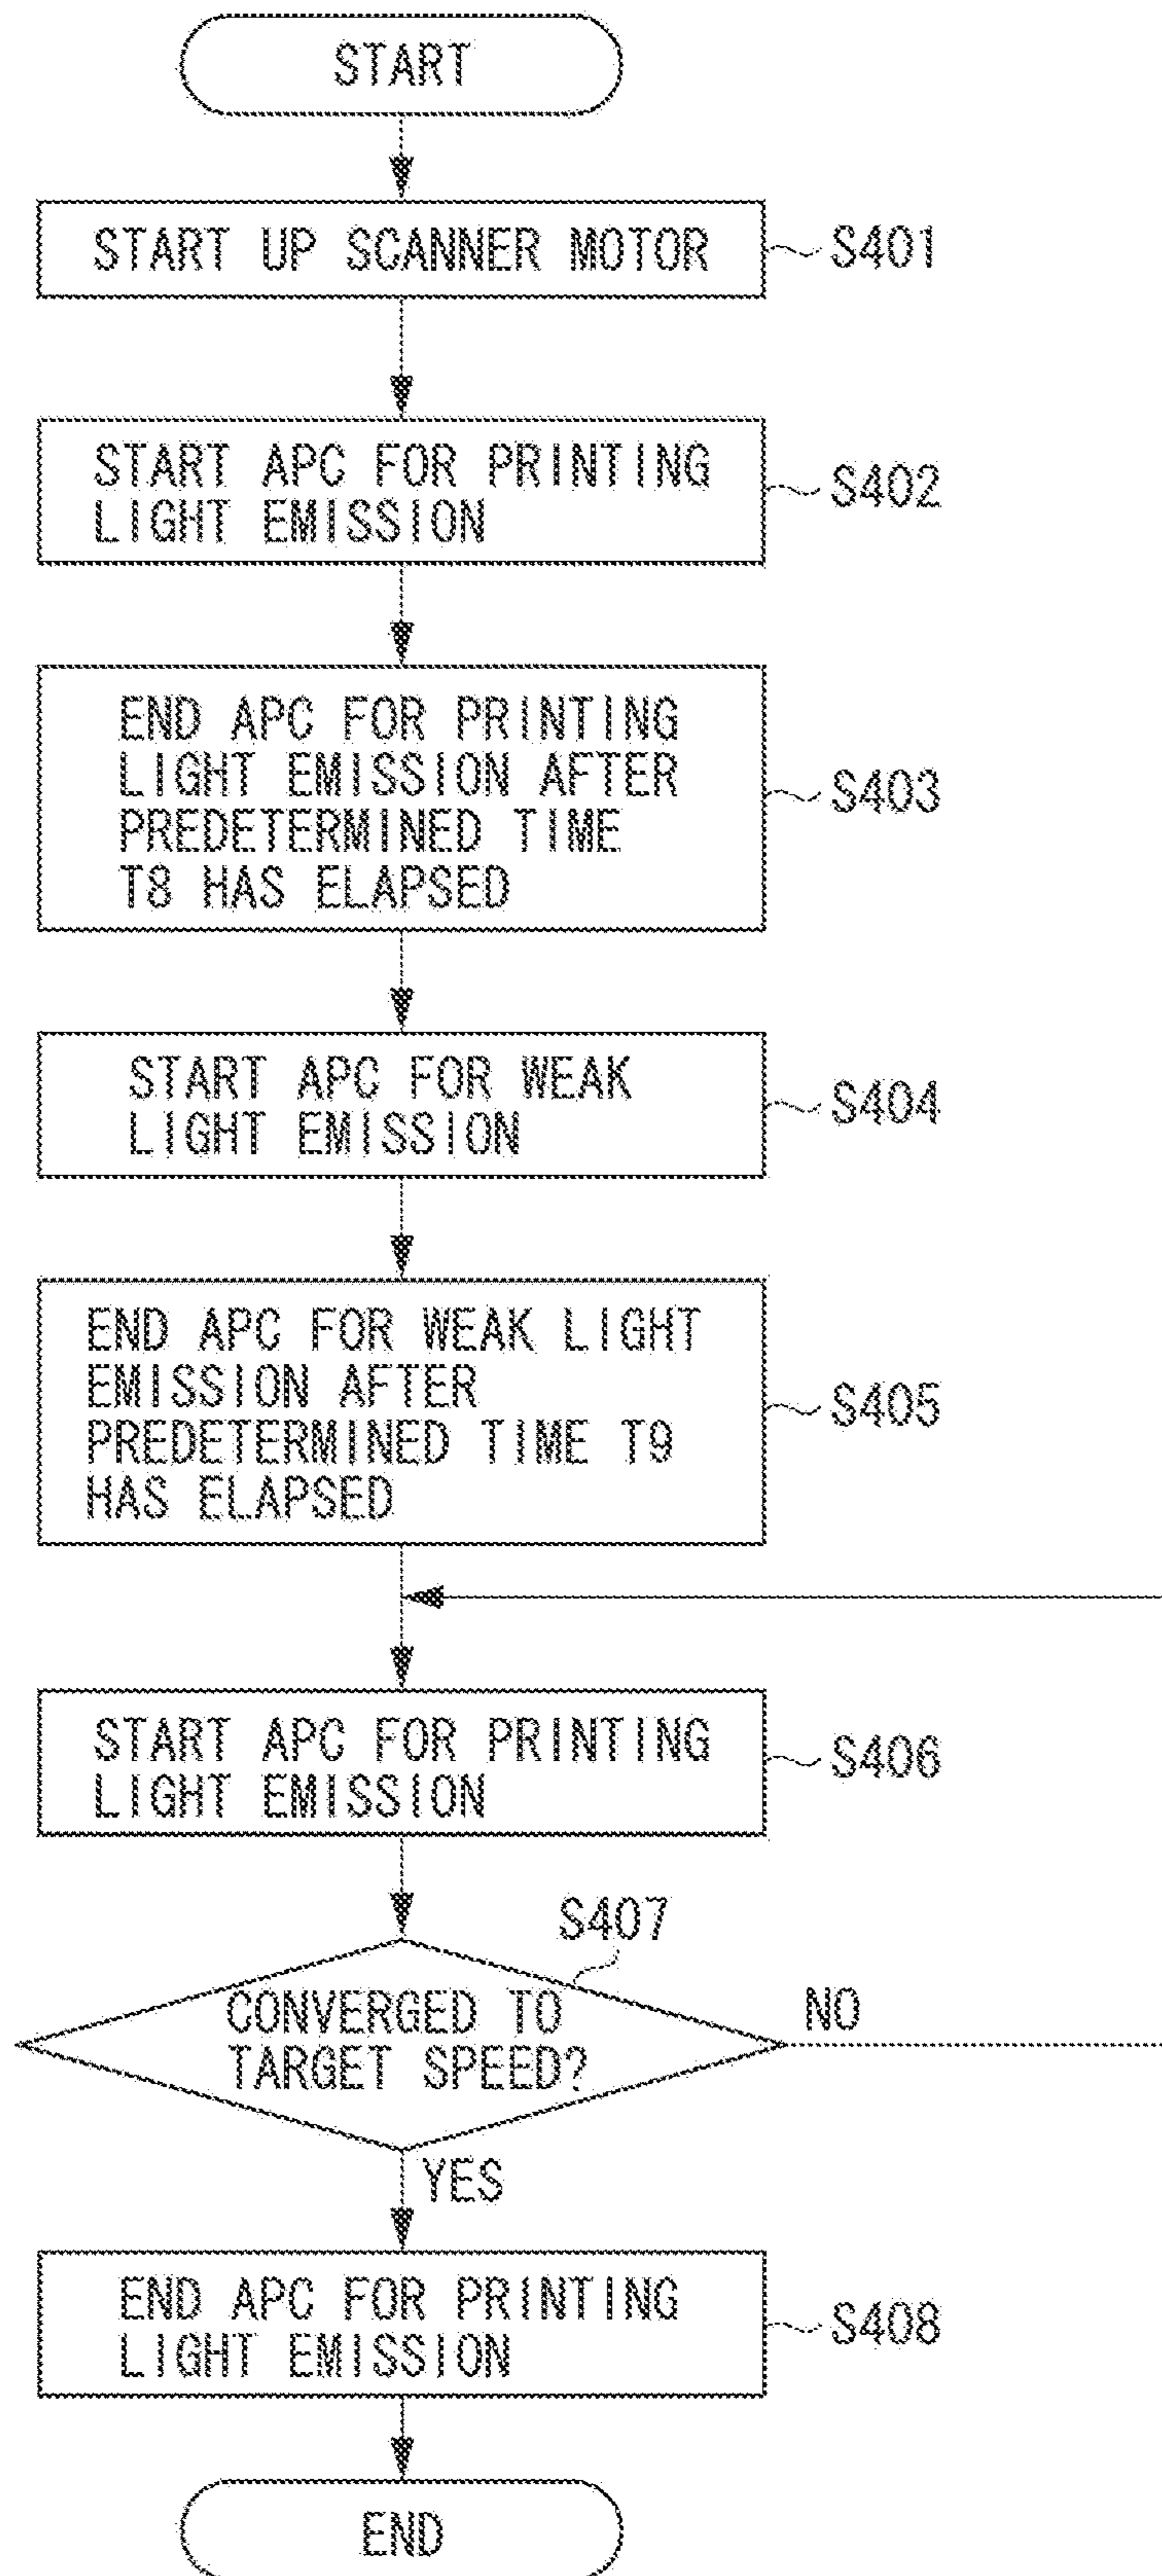 START
START UP SCANNER MOTOR
S401
START APC FOR PRINTING
LIGHT EMISSION
S402
END APC FOR PRINTING
LIGHT EMISSION AFTER
PREDETERMINED TIME
T8 HAS ELAPSED
S403
START APC FOR WEAK
LIGHT EMISSION
S404
END APC FOR WEAK LIGHT
EMISSION AFTER
PREDETERMINED TIME T9
HAS ELAPSED
S405
START APC FOR PRINTING
LIGHT EMISSION
S406
S407
CONVERGED TO
TARGET SPEED?
NO
YES
END APC FOR PRINTING
LIGHT EMISSION
S408
END